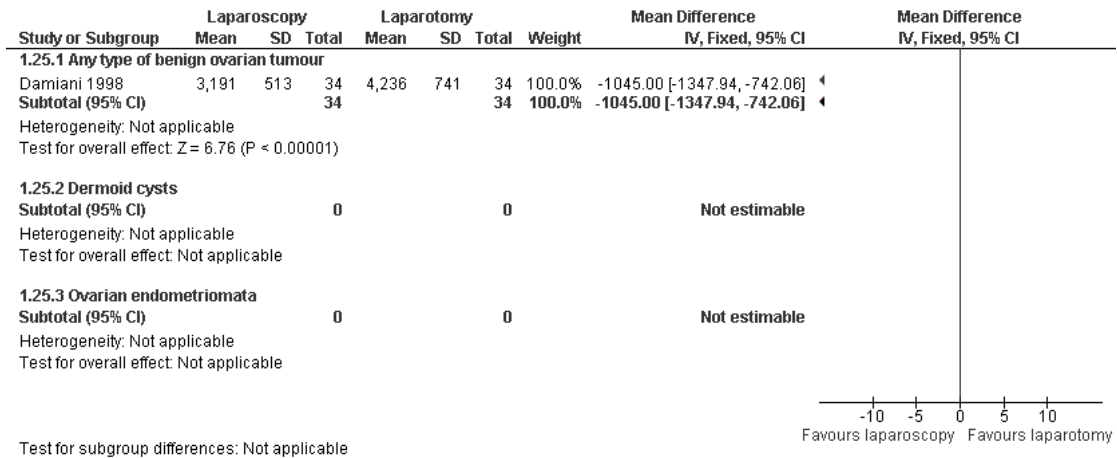 Laparoscopy Laparotomy Mean Difference Mean Difference
Study or Subgroup Mean SD Total Mean SD Total Weight IV, Fixed, 95% CI IV, Fixed, 95% CI
1.25.1 Any type of benign ovarian tumour
Damiani 1998 3,191 513 34 4,236 741 34 100.0% -1045.00 [-1347.94, -742.06]
Subtotal (95% CI) 34 34 100.0% -1045.00 [-1347.94, -742.06]
Heterogeneity: Not applicable
Test for overall effect: Z = 6.76 (P < 0.00001)
1.25.2 Dermoid cysts
Subtotal (95% CI) 0 0 Not estimable
Heterogeneity: Not applicable
Test for overall effect: Not applicable
1.25.3 Ovarian endometriomata
Subtotal (95% CI) 0 0 Not estimable
Heterogeneity: Not applicable
Test for overall effect: Not applicable
-10 -5 0 5 10
Favours laparoscopy Favours laparotomy
Test for subgroup differences: Not applicable